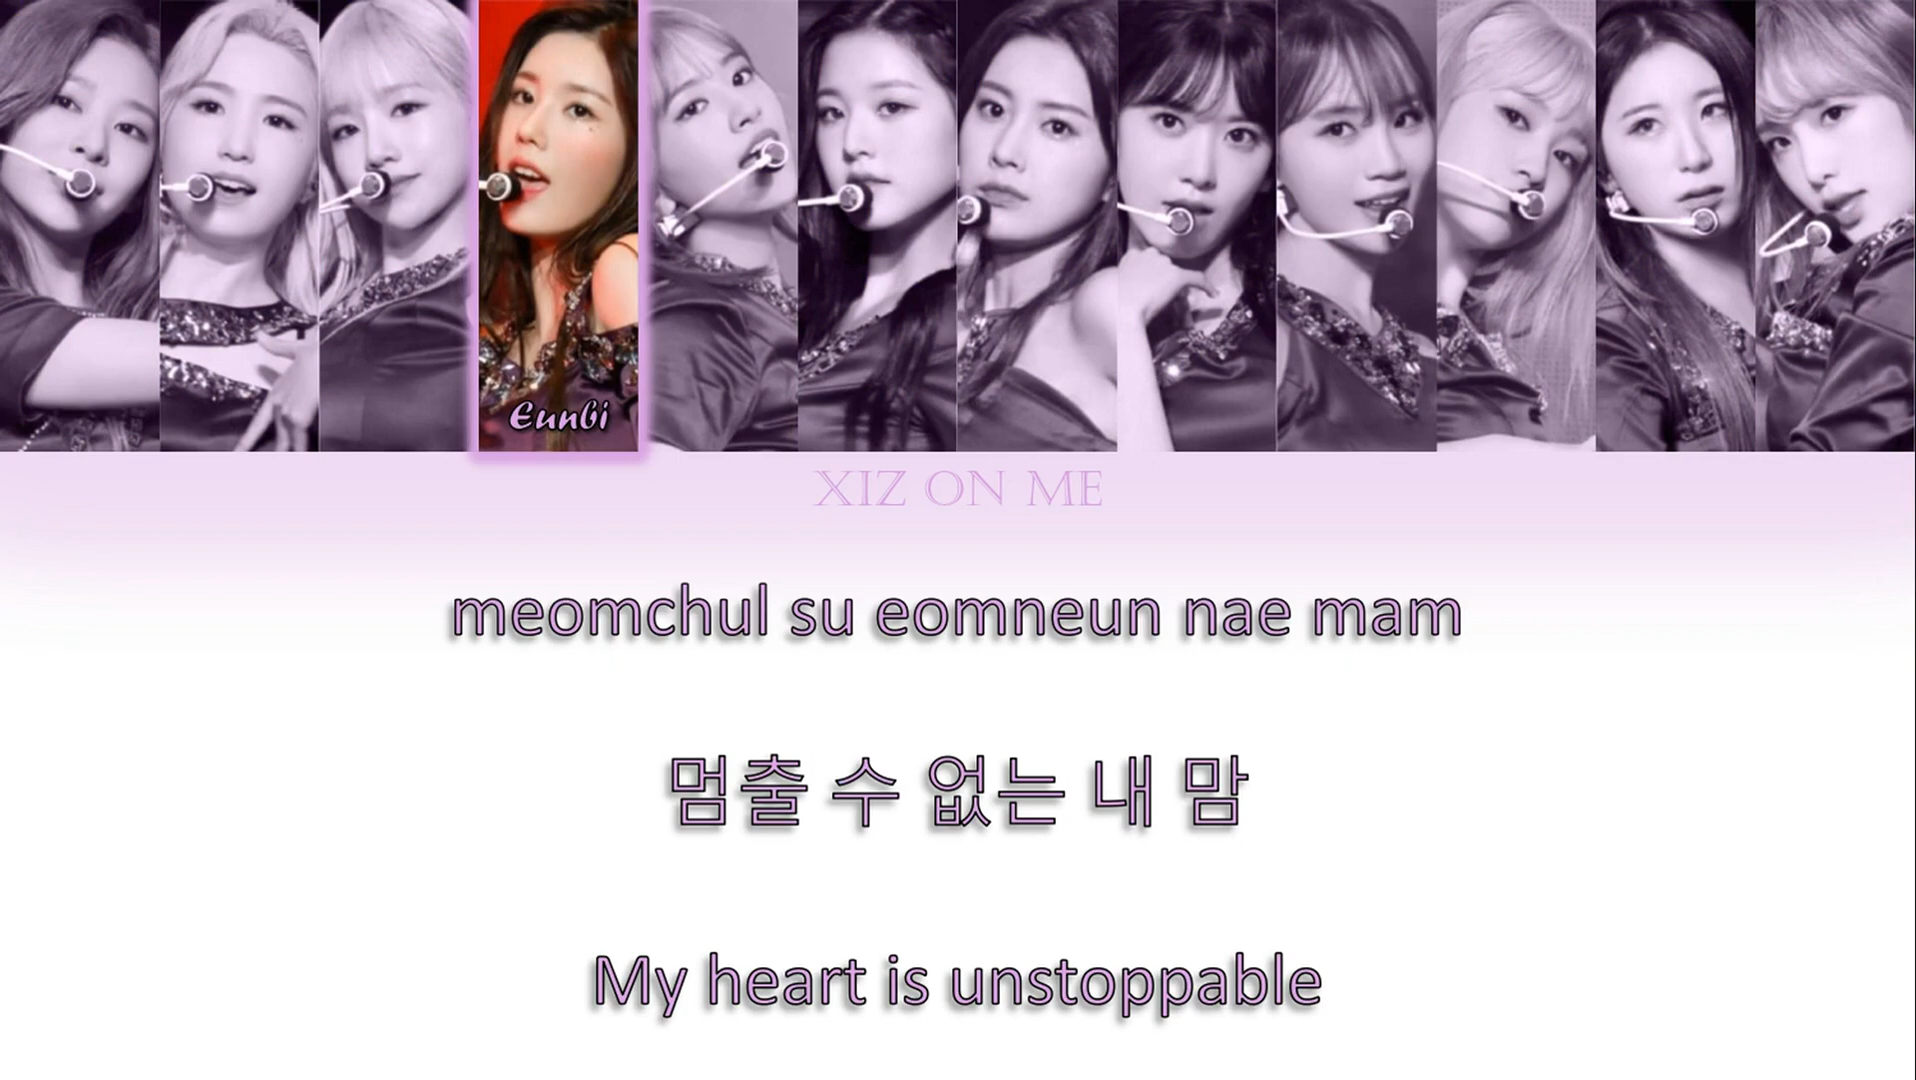 Eunbi
XIZ ON ME
meomchul su eomneun nae mam
멈출 수 없는 내 맘
My heart is unstoppable